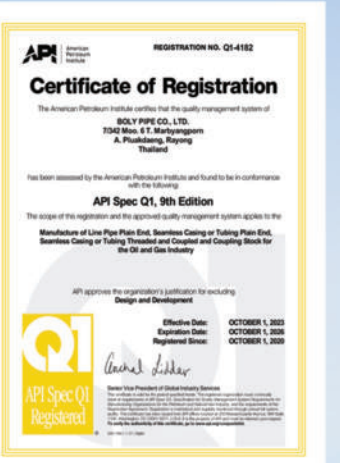 API
American
Petroleum
Institute
REGISTRATION NO. Q1-4182
Certificate of Registration
The American Petroleum Institute certifies that the quality management system of
BOLY PIPE CO., LTD.
7/342 Moo. 6 T. Marbyangporn
A. Pluakdaeng, Rayong
Thailand
has been assessed by the American Petroleum Institute and found to be in conformance
with the following:
API Spec Q1, 9th Edition
The scope of this registration and the approved quality management system applies to the
Manufacture of Line Pipe Plain End, Seamless Casing or Tubing Plain End,
Seamless Casing or Tubing Threaded and Coupled and Coupling Stock for
the Oil and Gas Industry
API approves the organization's justification for excluding
Design and Development
Effective Date: OCTOBER 1, 2023
Expiration Date: OCTOBER 1, 2026
Registered Since: OCTOBER 1, 2020
Q1
API Spec Q1
Registered
Senior Vice President of Global Industry Services